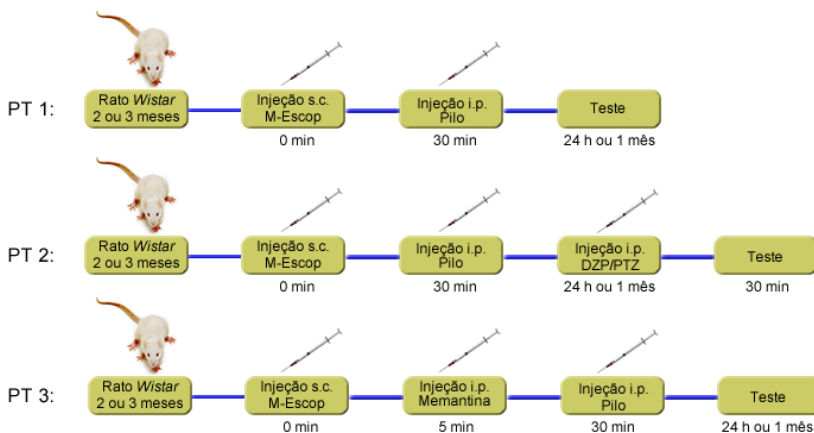 PT 1:
Rato Wistar
2 ou 3 meses
Injeção s.c.
M-Escop
0 min
Injeção i.p.
Pilo
30 min
Teste
24 h ou 1 mês
PT 2:
Rato Wistar
2 ou 3 meses
Injeção s.c.
M-Escop
0 min
Injeção i.p.
Pilo
30 min
Injeção i.p.
DZP/PTZ
24 h ou 1 mês
Teste
30 min
PT 3:
Rato Wistar
2 ou 3 meses
Injeção s.c.
M-Escop
0 min
Injeção i.p.
Memantina
5 min
Injeção i.p.
Pilo
30 min
Teste
24 h ou 1 mês